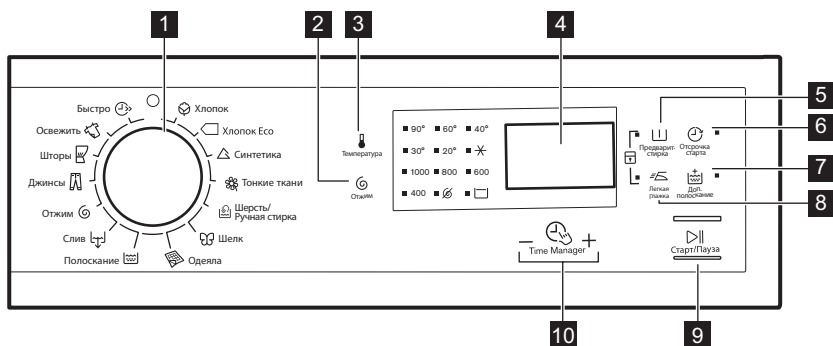 1
2
3
4
5
6
7
8
9
10
Быстро
Освежить
Шторы
Джинсы
Отжим
Слив
Полоскание
Хлопок
Хлопок Eco
Синтетика
Тонкие ткани
Шерсть/
Ручная стирка
Шелк
Одеяла
Температура
Отжим
90° 60° 40°
30° 20°
1000 800 600
400
Предварит.
стирка
Отсрочка
старта
Легкая
глажка
Доп.
полоскание
Time Manager
Старт/Пауза